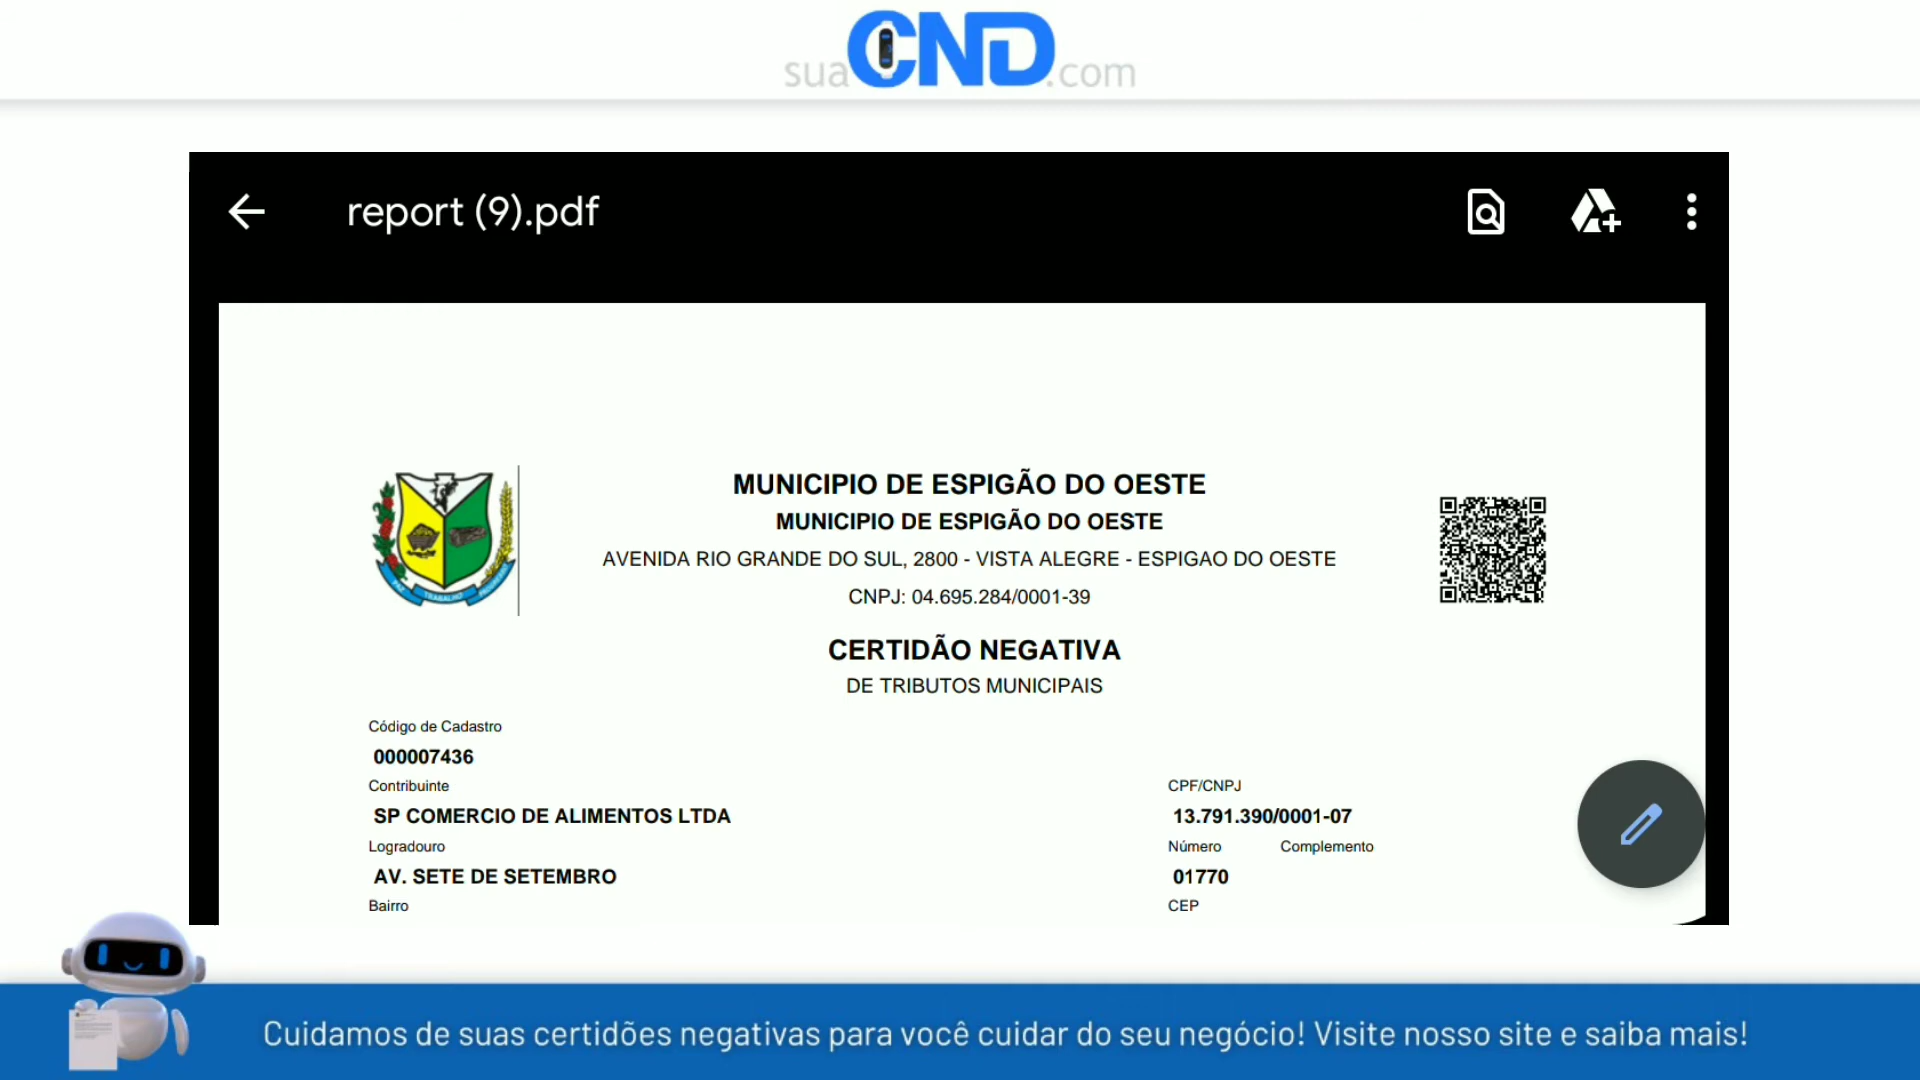 suaCND.com
report (9).pdf
MUNICIPIO DE ESPIGÃO DO OESTE
MUNICIPIO DE ESPIGÃO DO OESTE
AVENIDA RIO GRANDE DO SUL, 2800 - VISTA ALEGRE - ESPIGAO DO OESTE
CNPJ: 04.695.284/0001-39
TRABALHO
CERTIDÃO NEGATIVA
DE TRIBUTOS MUNICIPAIS
Código de Cadastro
000007436
Contribuinte CPF/CNPJ
SP COMERCIO DE ALIMENTOS LTDA 13.791.390/0001-07
Logradouro Número Complemento
AV. SETE DE SETEMBRO 01770
Bairro CEP
Cuidamos de suas certidões negativas para você cuidar do seu negócio! Visite nosso site e saiba mais!